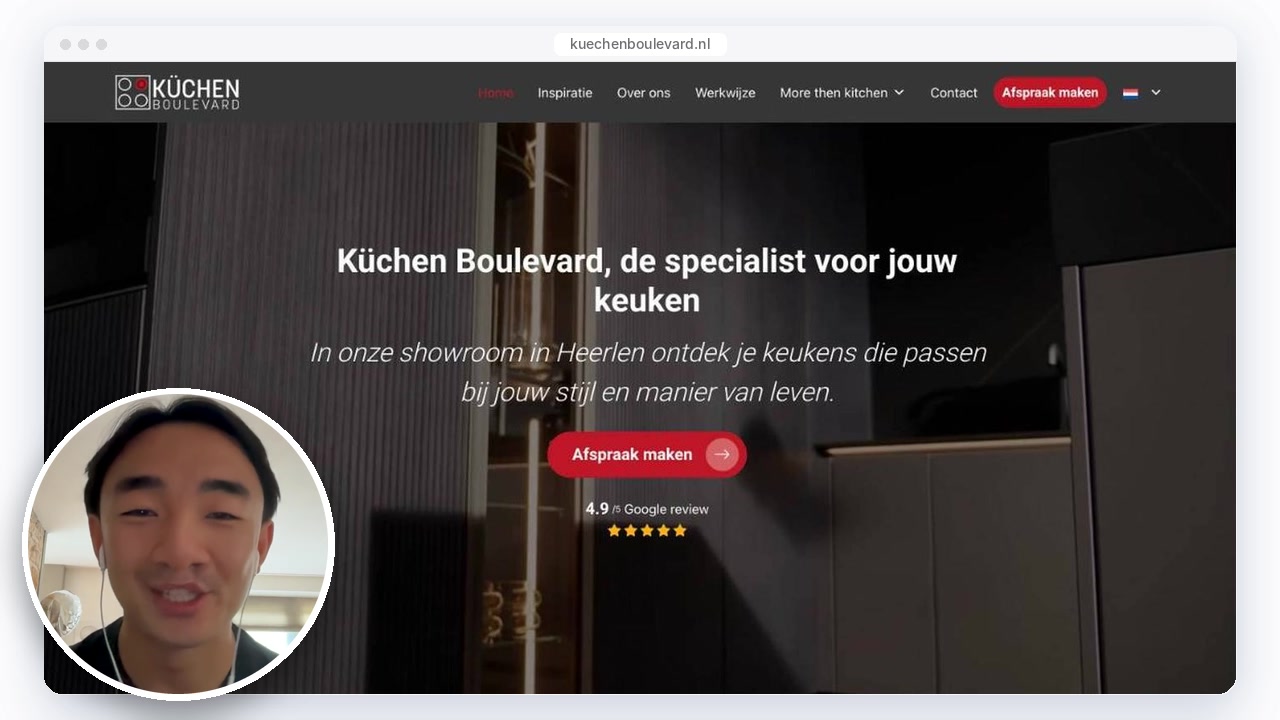 kuechenboulevard.nl
KÜCHEN
BOULEVARD
Home Inspiratie Over ons Werkwijze More then kitchen Contact Afspraak maken
Küchen Boulevard, de specialist voor jouw
keuken
In onze showroom in Heerlen ontdek je keukens die passen
bij jouw stijl en manier van leven.
Afspraak maken
4.9 /5 Google review